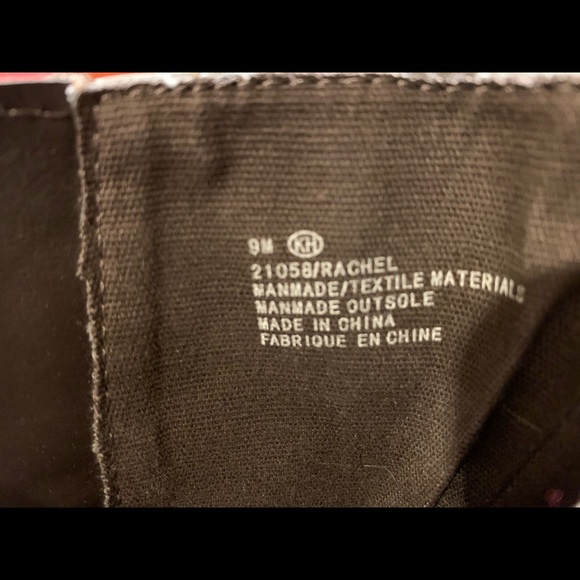 9M KH
21058/RACHEL
MANMADE/TEXTILE MATERIALS
MANMADE OUTSOLE
MADE IN CHINA
FABRIQUE EN CHINE